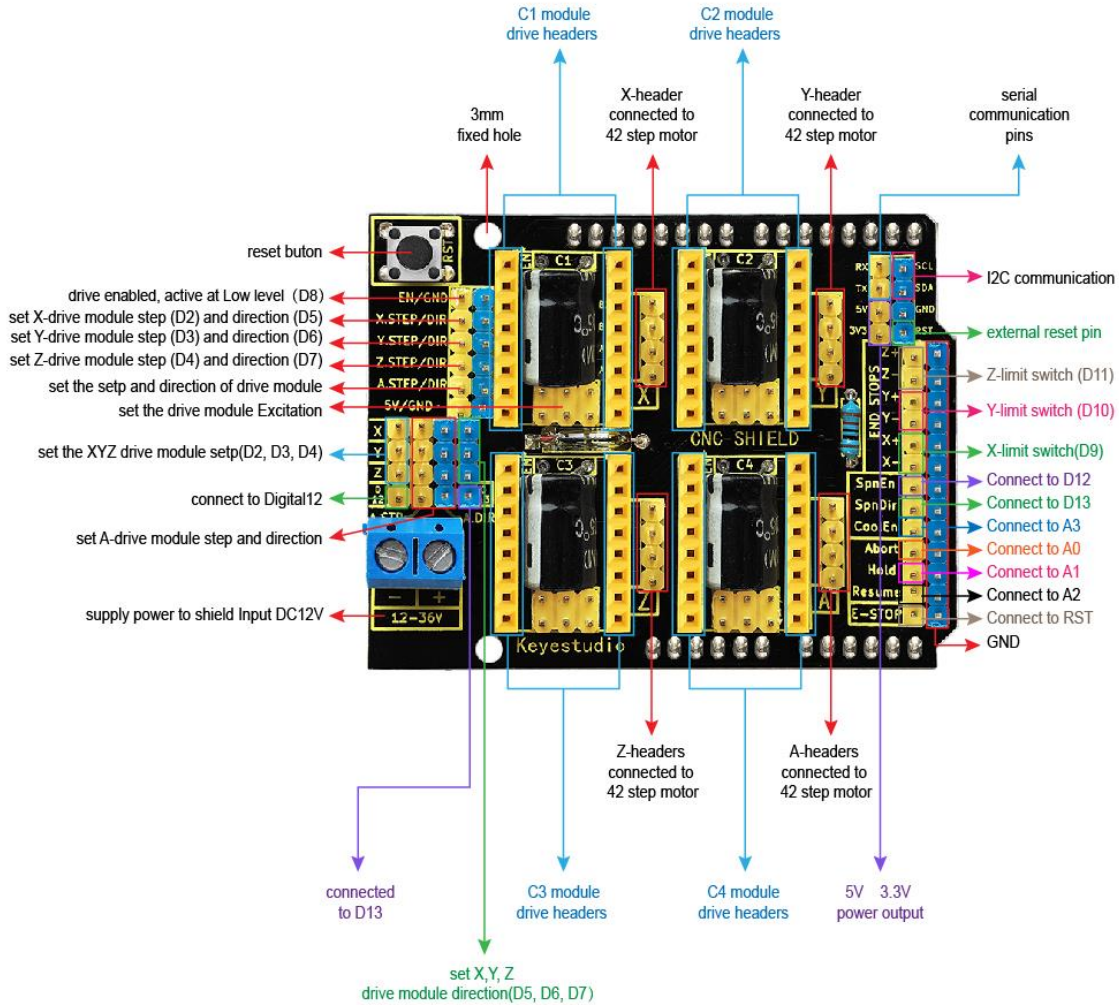 C1 module
drive headers
C2 module
drive headers
X-header
connected to
42 step motor
Y-header
connected to
42 step motor
serial
communication
pins
3mm
fixed hole
reset buton
drive enabled, active at Low level (D8)
set X-drive module step (D2) and direction (D5)
set Y-drive module step (D3) and direction (D6)
set Z-drive module step (D4) and direction (D7)
set the setp and direction of drive module
set the drive module Excitation
set the XYZ drive module setp(D2, D3, D4)
connect to Digital12
set A-drive module step and direction
supply power to shield Input DC12V
RST
EN/GND
X.STEP/DIR
Y.STEP/DIR
Z.STEP/DIR
A.STEP/DIR
5V/GND
X
Y
Z
A.STP
A.DIR
- +
12-36V
EN
C1
C2
X
Y
CNC SHIELD
EN
C3
C4
Z
A
Keyestudio
RX
SCL
TX
SDA
5V
GND
3V3
RST
END STOPS
Z+
Z-
Y+
Y-
X+
X-
SpnEn
SpnDir
CoolEn
Abort
Hold
Resume
E-STOP
I2C communication
external reset pin
Z-limit switch (D11)
Y-limit switch (D10)
X-limit switch(D9)
Connect to D12
Connect to D13
Connect to A3
Connect to A0
Connect to A1
Connect to A2
Connect to RST
GND
Z-headers
connected to
42 step motor
A-headers
connected to
42 step motor
connected
to D13
C3 module
drive headers
C4 module
drive headers
5V 3.3V
power output
set X,Y, Z
drive module direction(D5, D6, D7)